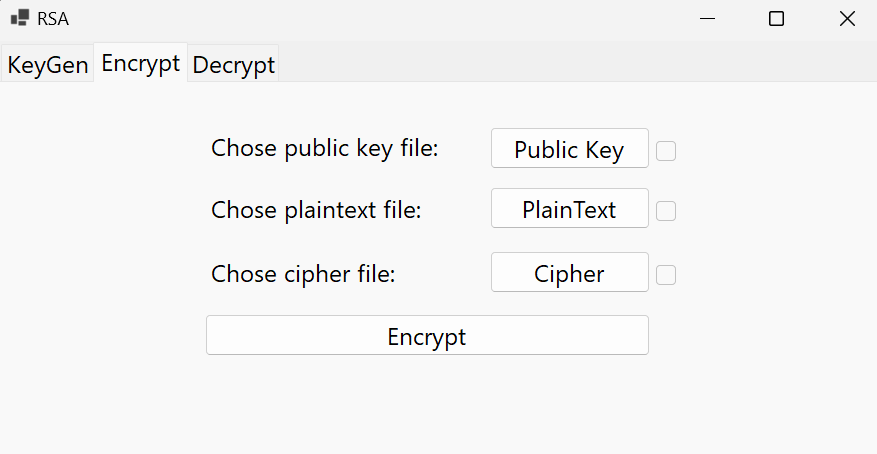 RSA
KeyGen Encrypt Decrypt
Chose public key file: Public Key
Chose plaintext file: PlainText
Chose cipher file: Cipher
Encrypt